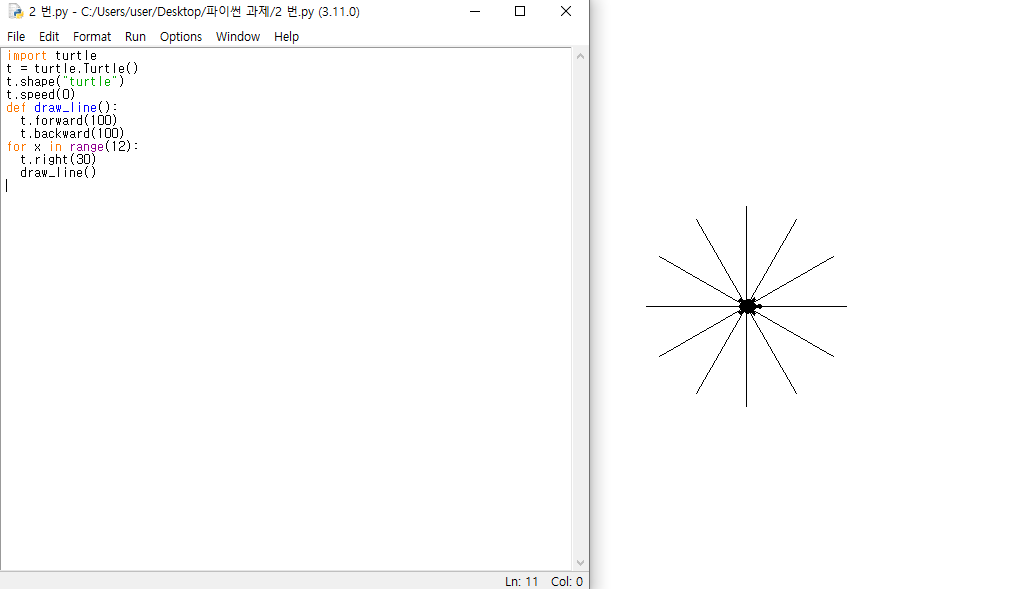 2 번.py - C:/Users/user/Desktop/파이썬 과제/2 번.py (3.11.0)
File Edit Format Run Options Window Help
import turtle
t = turtle.Turtle()
t.shape("turtle")
t.speed(0)
def draw_line():
  t.forward(100)
  t.backward(100)
for x in range(12):
  t.right(30)
  draw_line()
Ln: 11 Col: 0